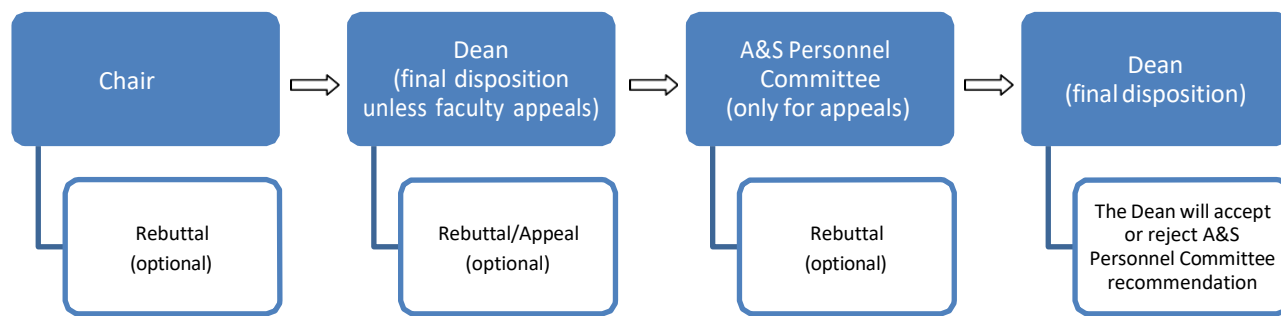 Chair
Rebuttal
(optional)
Dean
(final disposition
unless faculty appeals)
Rebuttal/Appeal
(optional)
A&S Personnel
Committee
(only for appeals)
Rebuttal
(optional)
Dean
(final disposition)
The Dean will accept
or reject A&S
Personnel Committee
recommendation